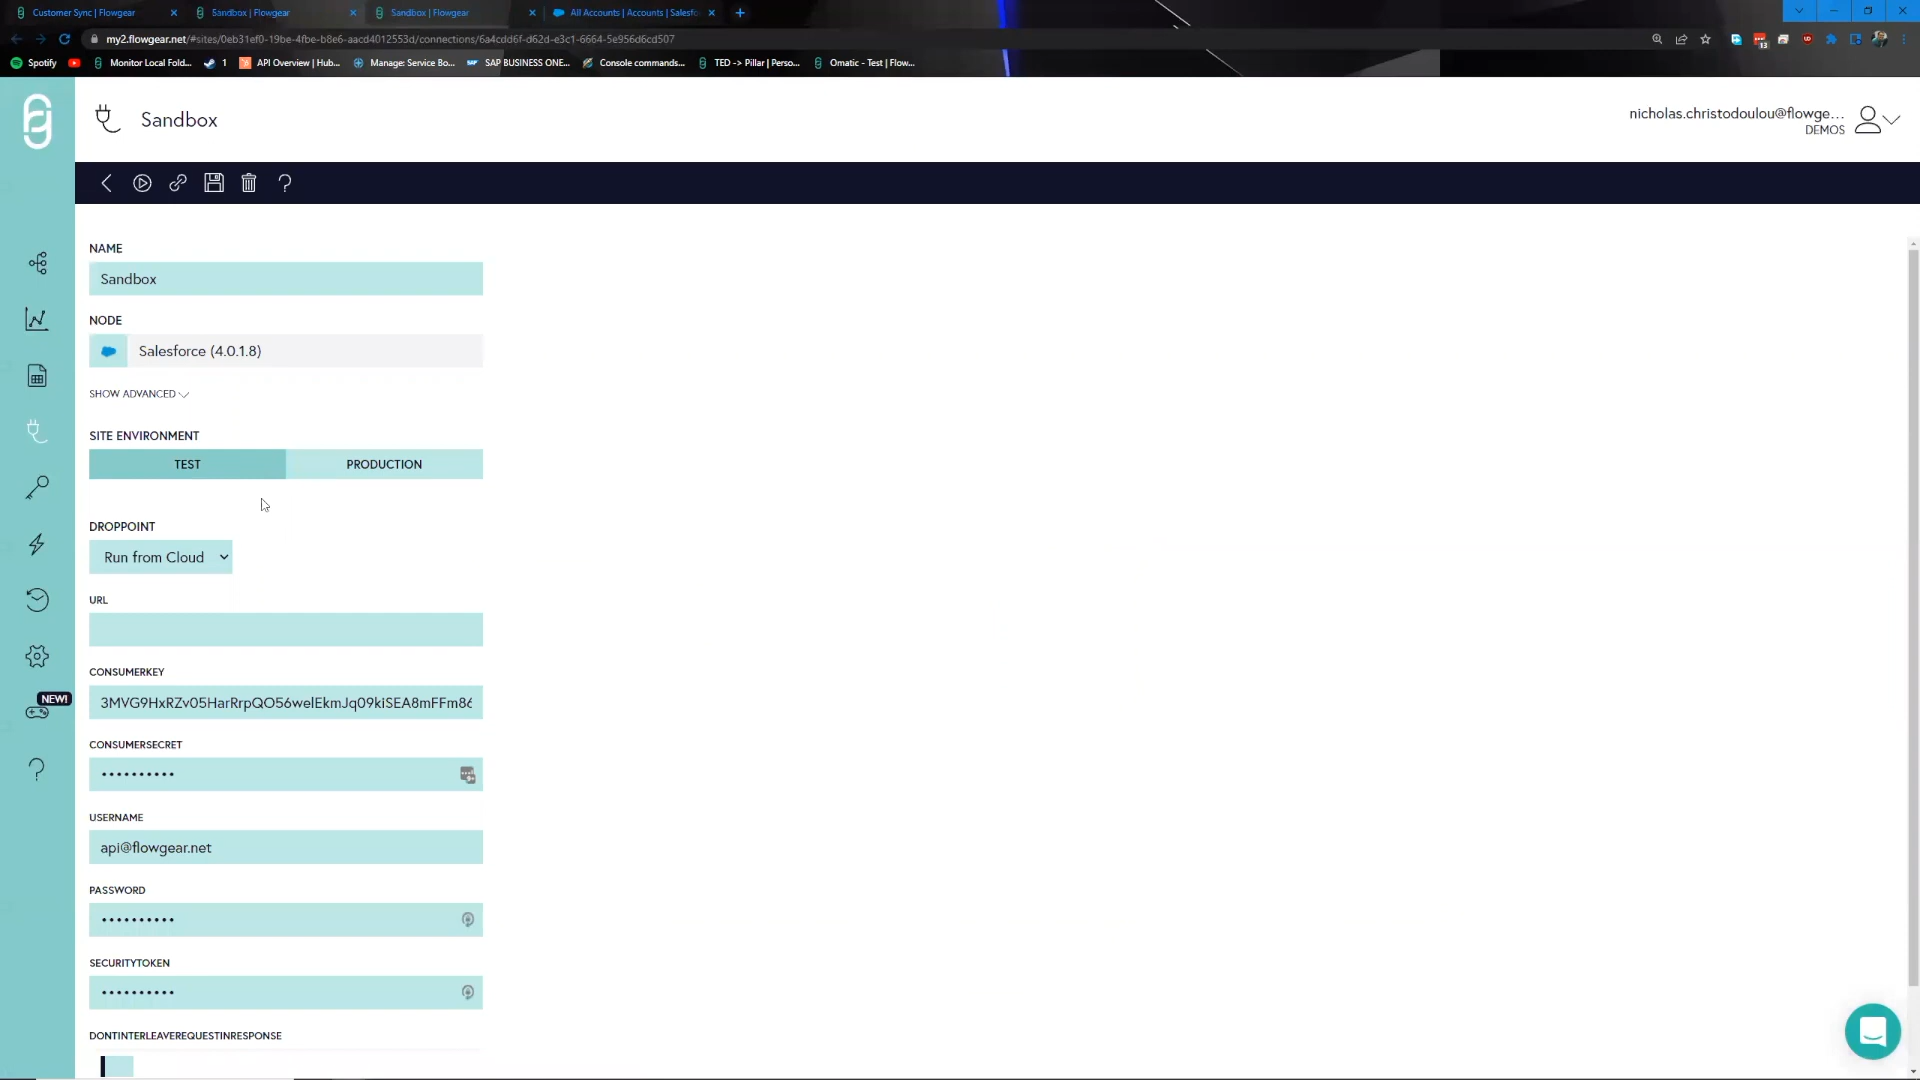 Customer Sync | Flowgear
Sandbox | Flowgear
Sandbox | Flowgear
All Accounts | Accounts | Salesfo
my2.flowgear.net/#sites/0eb31ef0-19be-4fbe-b8e6-aacd4012553d/connections/6a4cdd6f-d62d-e3c1-6664-5e956d6cd507
13
Spotify
Monitor Local Fold...
1
API Overview | Hub...
Manage: Service Bo...
SAP BUSINESS ONE...
Console commands...
TED -> Pillar | Perso...
Omatic - Test | Flow...
Sandbox
nicholas.christodoulou@flowge...
DEMOS
NAME
Sandbox
NODE
Salesforce (4.0.1.8)
SHOW ADVANCED
SITE ENVIRONMENT
TEST
PRODUCTION
DROPPOINT
Run from Cloud
URL
CONSUMERKEY
3MVG9HxRZv05HarRrpQO56welEkmJq09kiSEA8mFFm86
NEW!
CONSUMERSECRET
••••••••••
USERNAME
api@flowgear.net
PASSWORD
••••••••••
SECURITYTOKEN
••••••••••
DONTINTERLEAVEREQUESTINRESPONSE